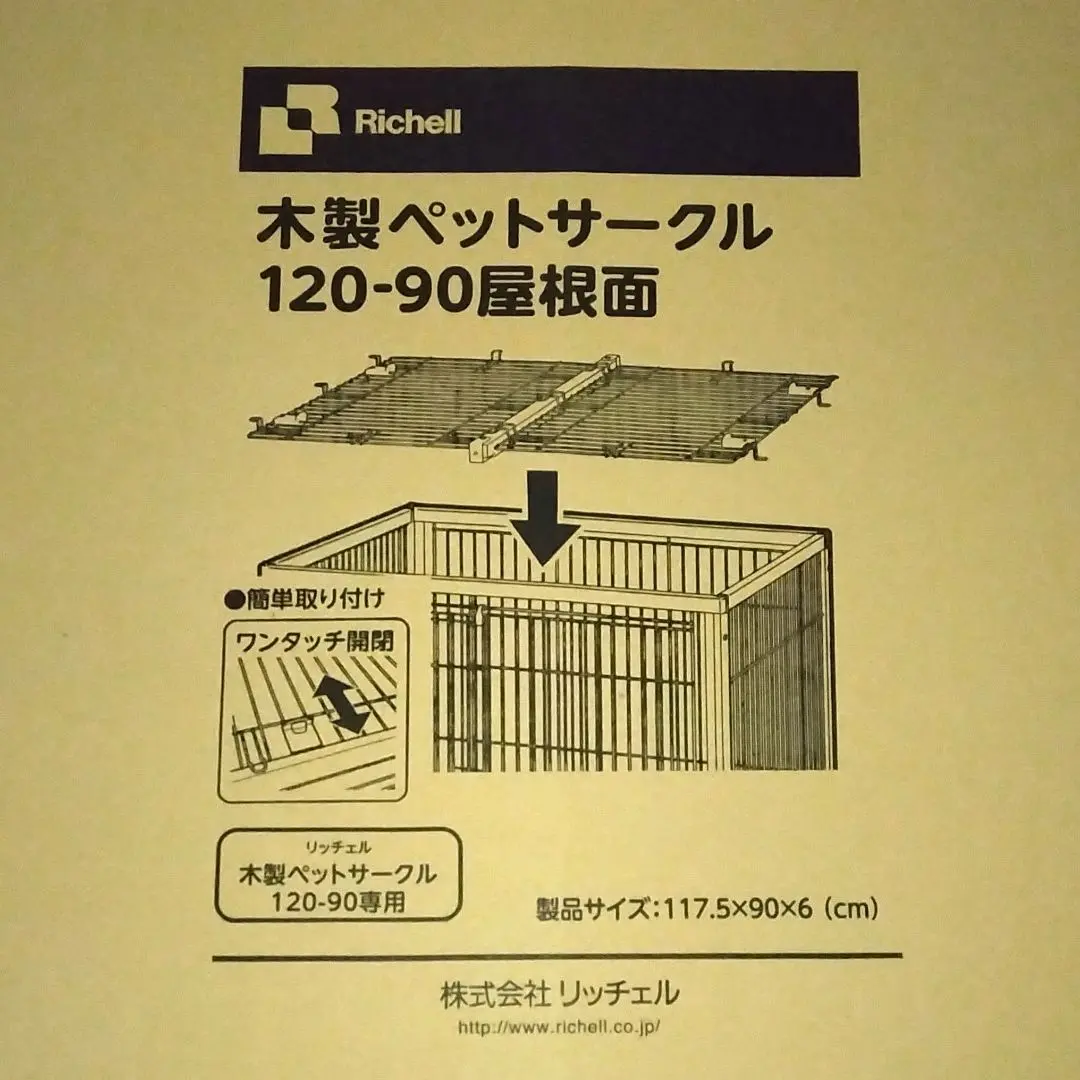 Richell
木製ペットサークル
120-90屋根面
●簡単取り付け
ワンタッチ開閉
リッチェル
木製ペットサークル
120-90専用
製品サイズ:117.5×90×6 (cm)
株式会社 リッチェル
http://www.richell.co.jp/